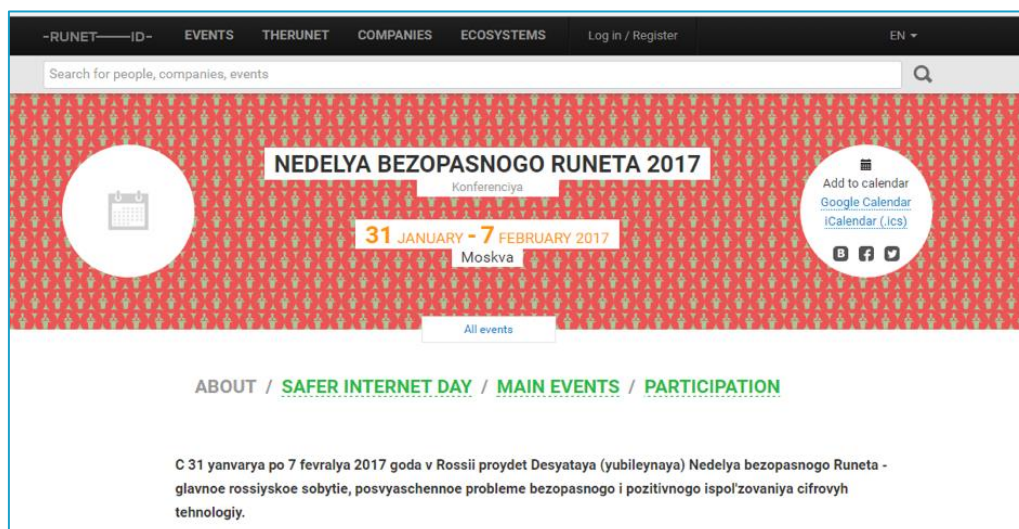 -RUNET——ID- EVENTS THERUNET COMPANIES ECOSYSTEMS Log in / Register EN
Search for people, companies, events
NEDELYA BEZOPASNOGO RUNETA 2017
Konferenciya
31 JANUARY - 7 FEBRUARY 2017
Moskva
Add to calendar
Google Calendar
iCalendar (.ics)
All events
ABOUT / SAFER INTERNET DAY / MAIN EVENTS / PARTICIPATION
C 31 yanvarya po 7 fevralya 2017 goda v Rossii proydet Desyataya (yubileynaya) Nedelya bezopasnogo Runeta -
glavnoe rossiyskoe sobytie, posvyaschennoe probleme bezopasnogo i pozitivnogo ispol'zovaniya cifrovyh
tehnologiy.